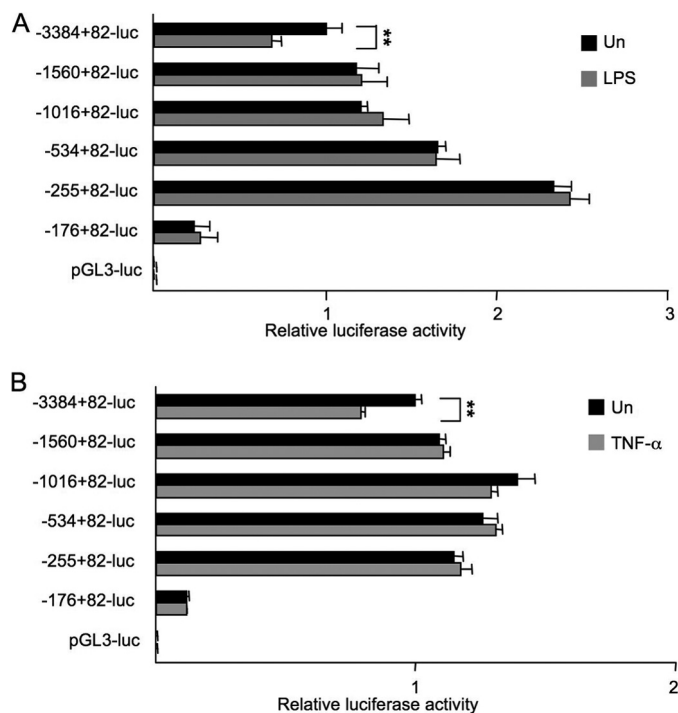 A
-3384+82-luc
**
Un
-1560+82-luc
LPS
-1016+82-luc
-534+82-luc
-255+82-luc
-176+82-luc
pGL3-luc
1 2 3
Relative luciferase activity
B
-3384+82-luc
**
Un
-1560+82-luc
TNF-α
-1016+82-luc
-534+82-luc
-255+82-luc
-176+82-luc
pGL3-luc
1 2
Relative luciferase activity